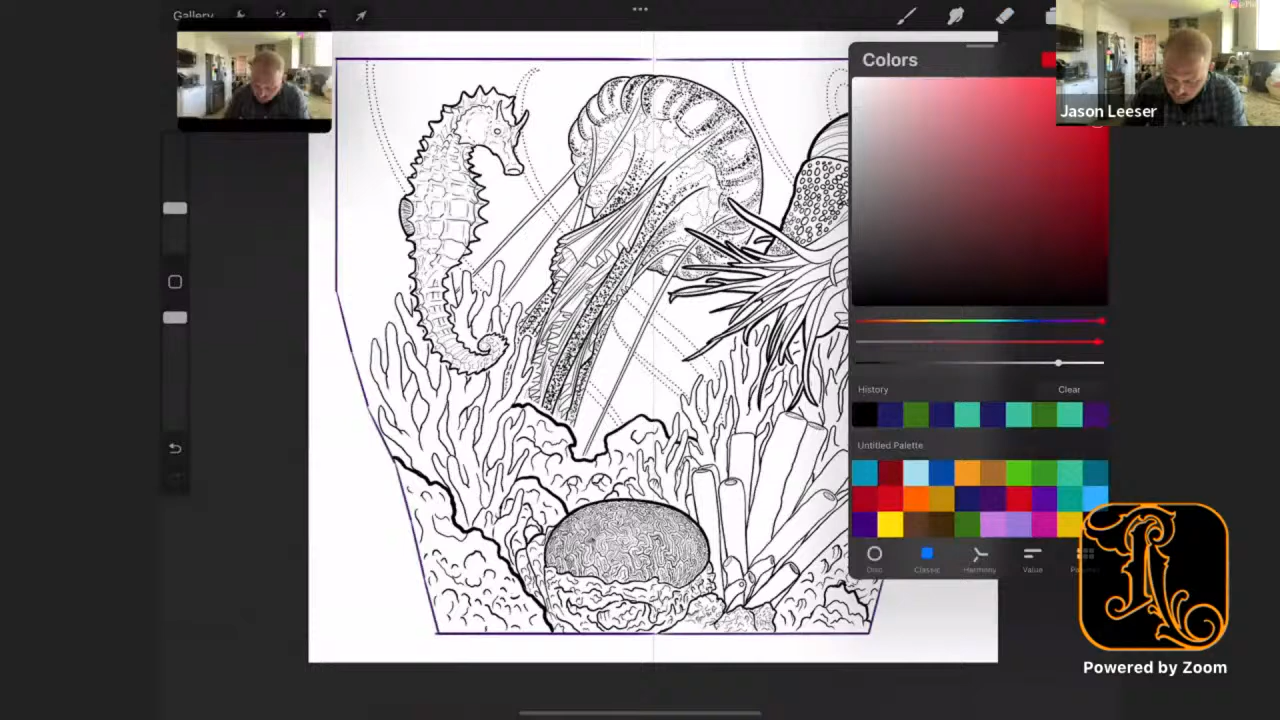 Gallery
Colors
Jason Leeser
History
Clear
Untitled Palette
Disc
Classic
Harmony
Value
Powered by Zoom